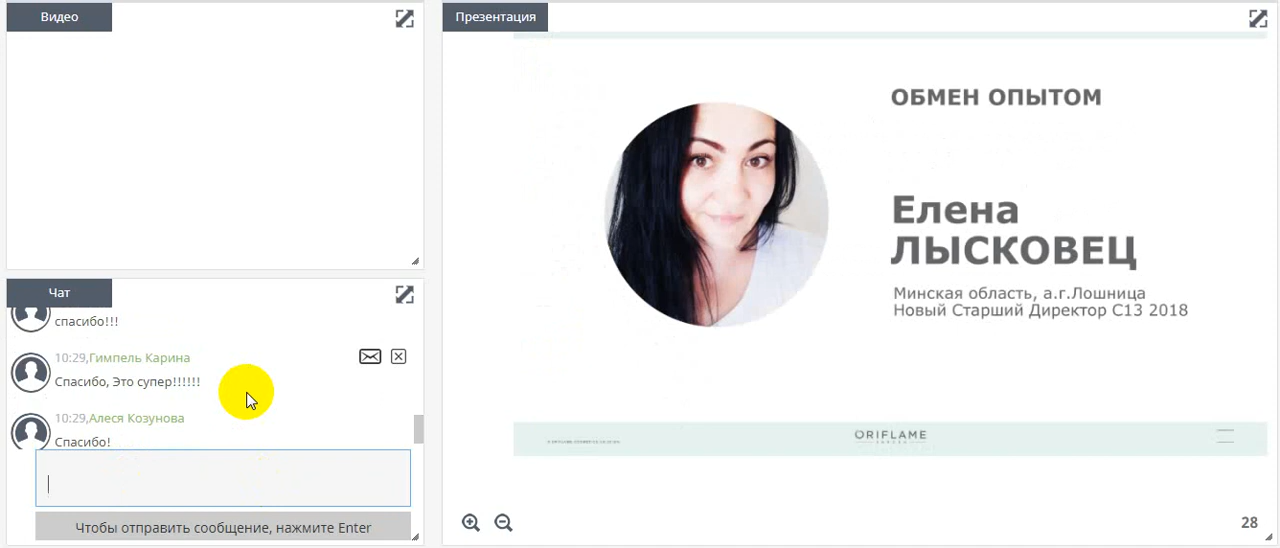 Видео
Чат
спасибо!!!
10:29,Гимпель Карина
Спасибо, Это супер!!!!!!
10:29,Алеся Козунова
Спасибо!
Чтобы отправить сообщение, нажмите Enter
Презентация
ОБМЕН ОПЫТОМ
Елена
ЛЫСКОВЕЦ
Минская область, а.г.Лошница
Новый Старший Директор С13 2018
ORIFLAME
28